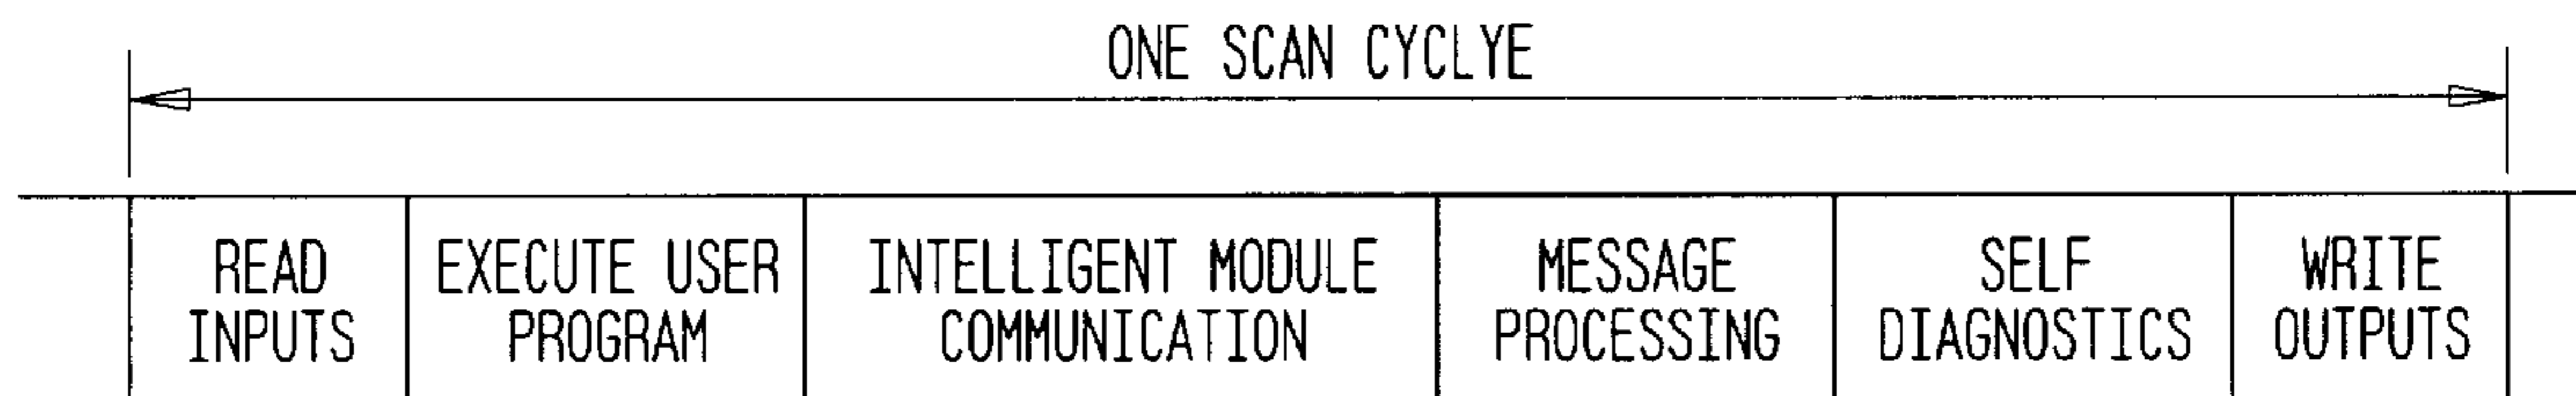 ONE SCAN CYCLYE
READ
INPUTS
EXECUTE USER
PROGRAM
INTELLIGENT MODULE
COMMUNICATION
MESSAGE
PROCESSING
SELF
DIAGNOSTICS
WRITE
OUTPUTS